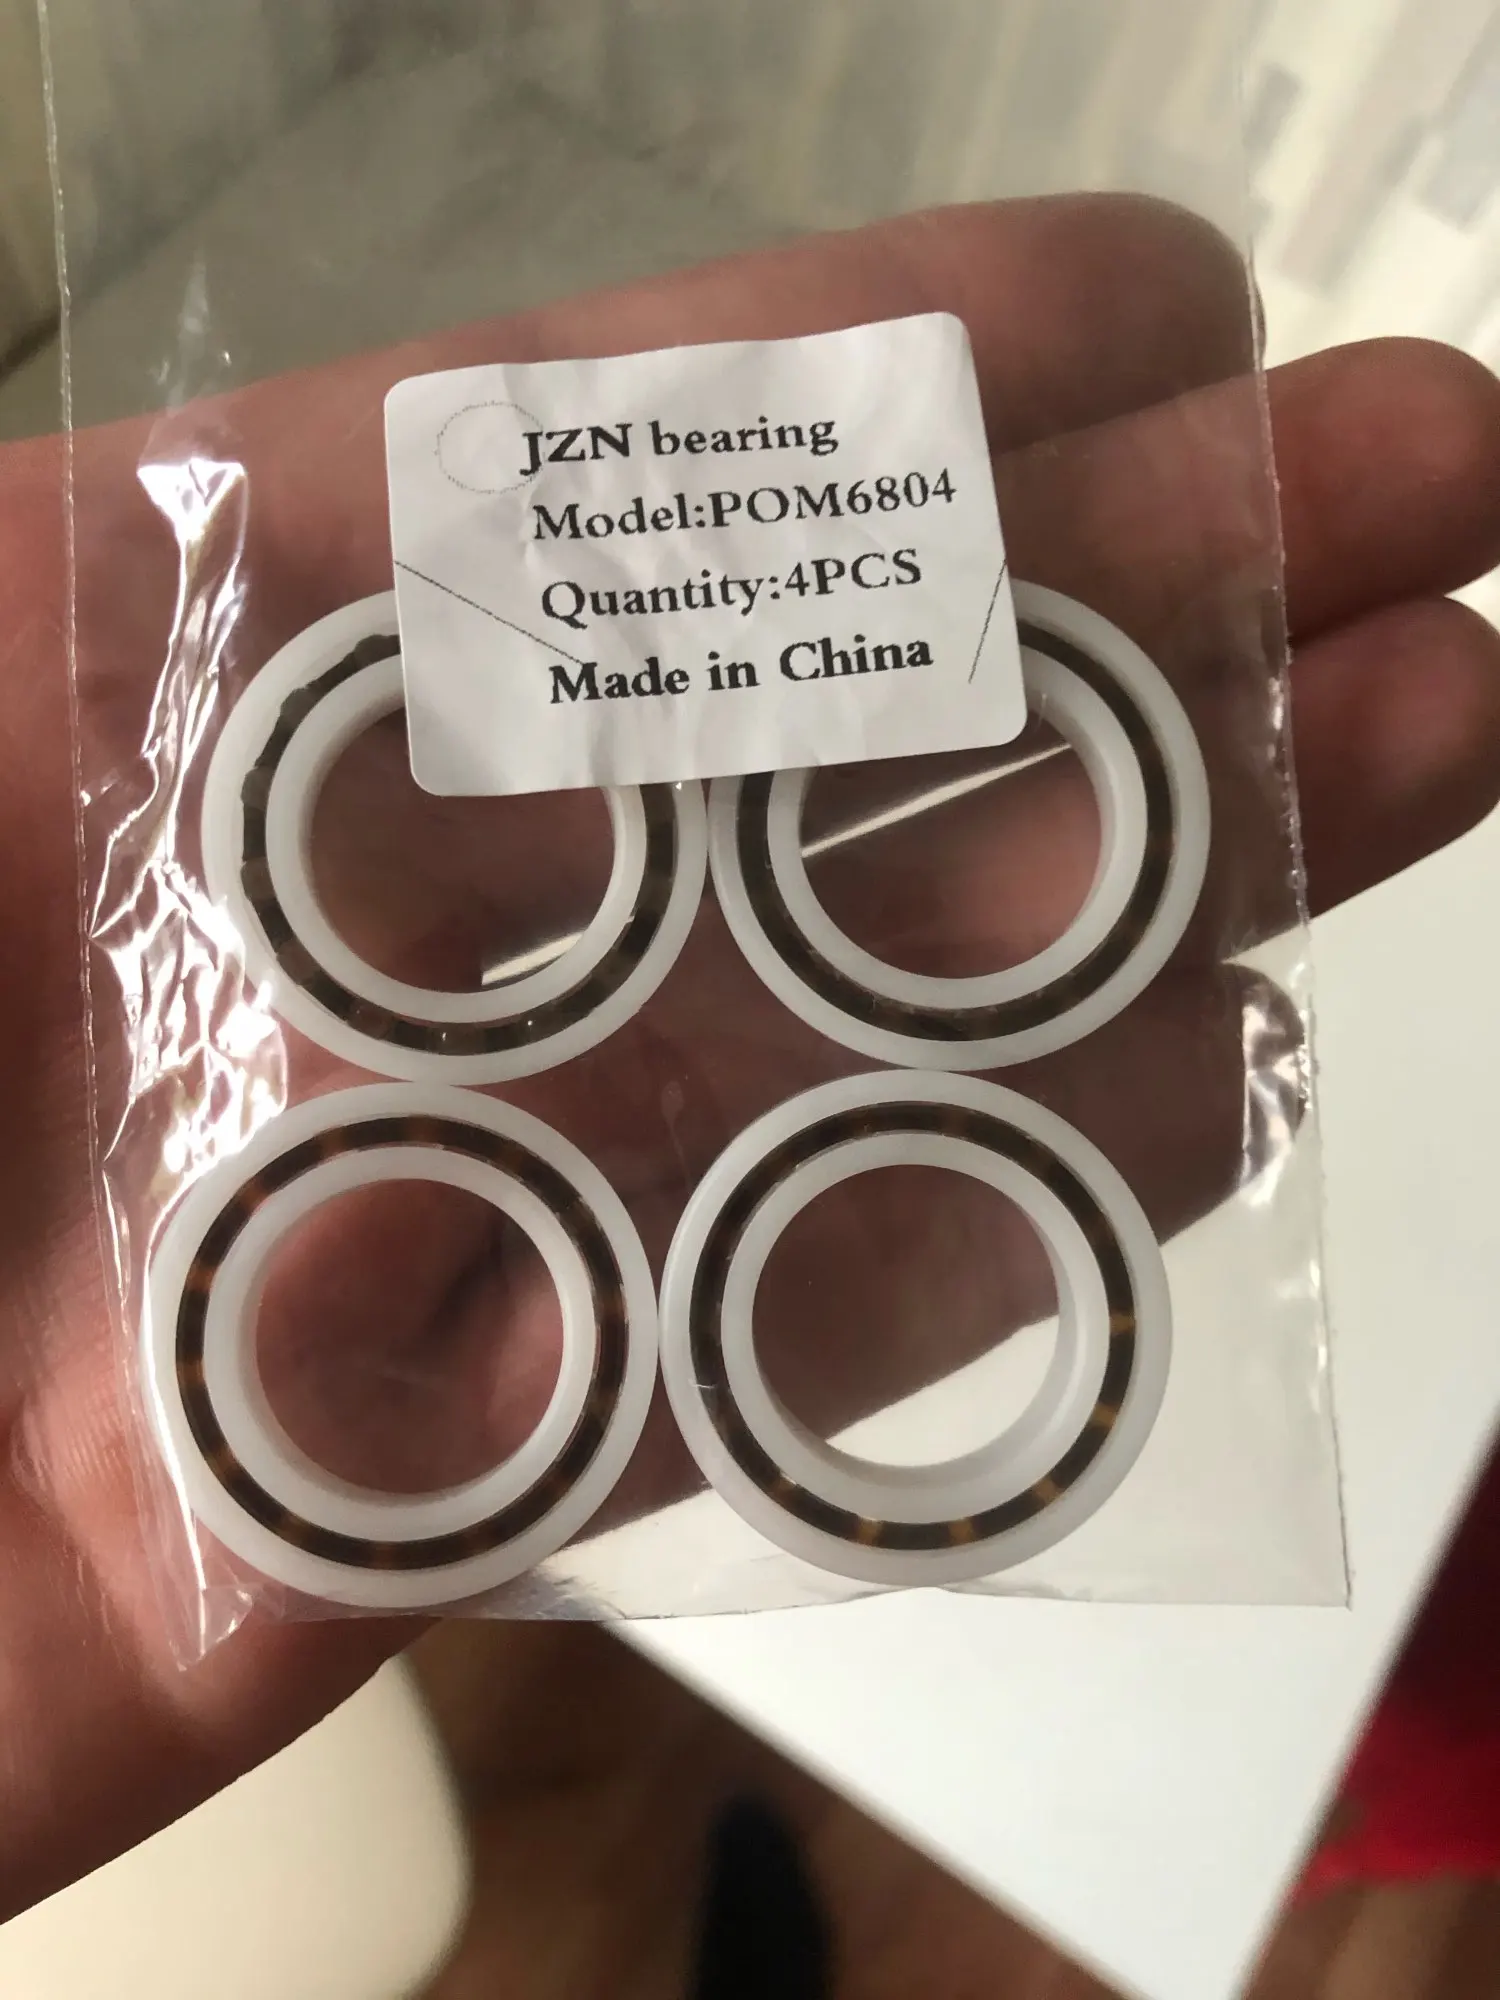 JZN bearing
Model:POM6804
Quantity:4PCS
Made in China